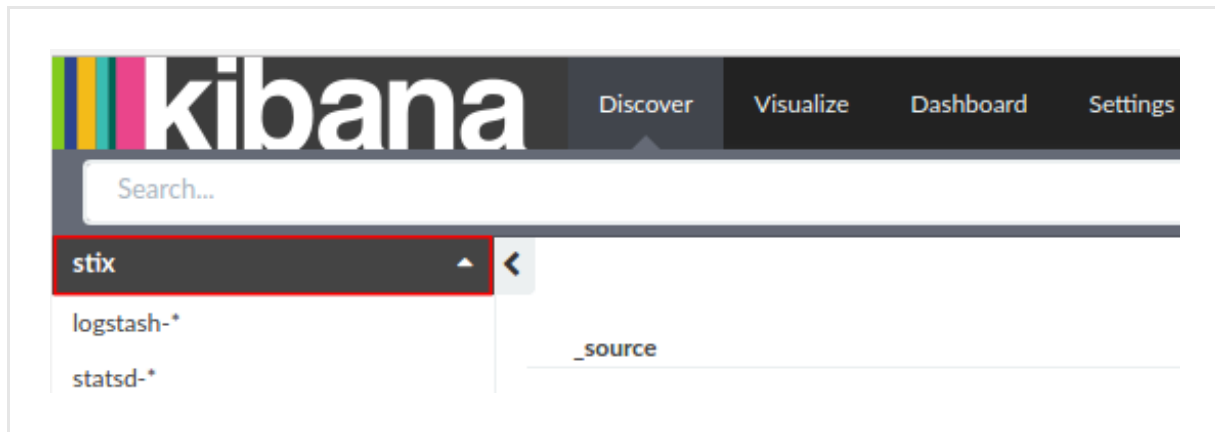 kibana Discover Visualize Dashboard Settings
Search...
stix
logstash-*
_source
statsd-*